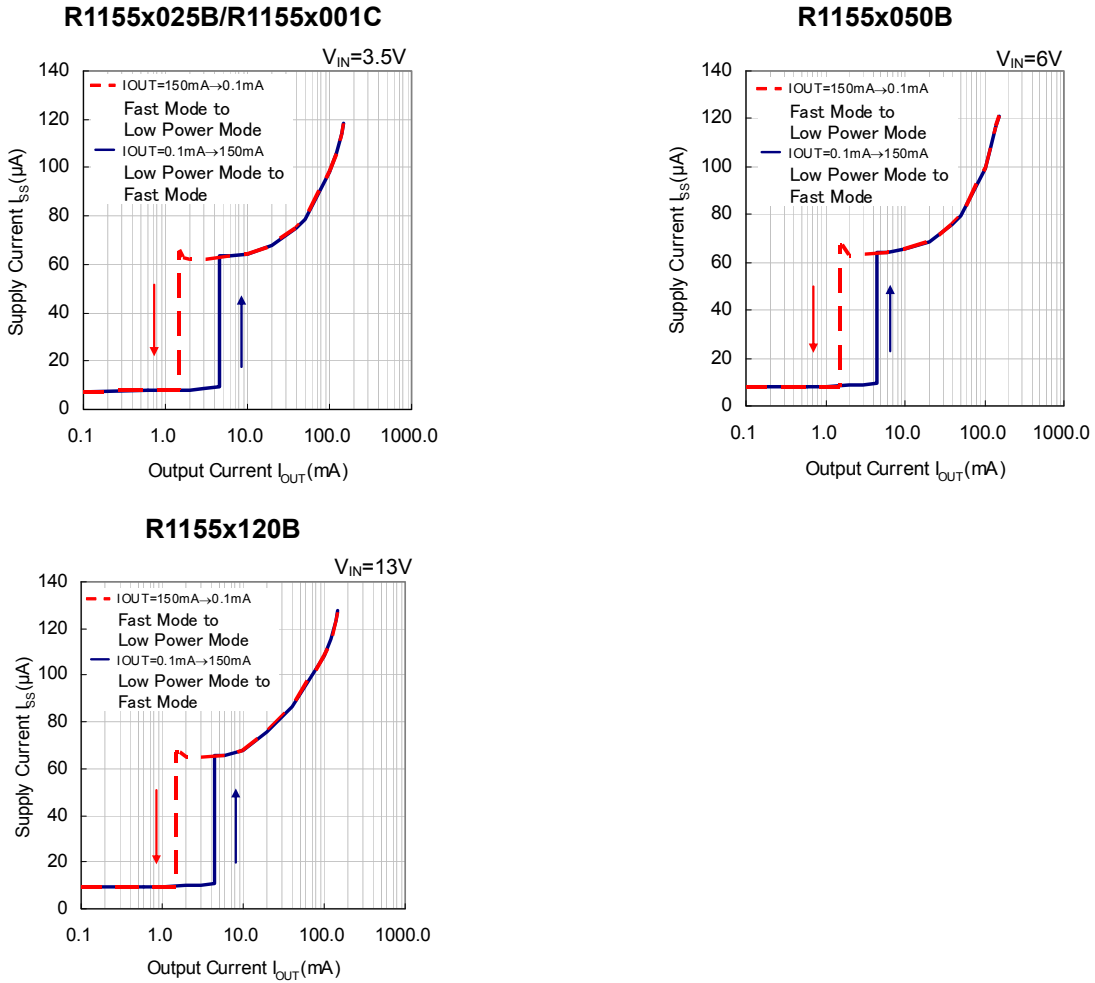 R1155x025B/R1155x001C
VIN=3.5V
IOUT=150mA→0.1mA
Fast Mode to
Low Power Mode
IOUT=0.1mA→150mA
Low Power Mode to
Fast Mode
Supply Current ISS(μA)
140
120
100
80
60
40
20
0
0.1 1.0 10.0 100.0 1000.0
Output Current IOUT(mA)
R1155x050B
VIN=6V
IOUT=150mA→0.1mA
Fast Mode to
Low Power Mode
IOUT=0.1mA→150mA
Low Power Mode to
Fast Mode
Supply Current ISS(μA)
140
120
100
80
60
40
20
0
0.1 1.0 10.0 100.0 1000.0
Output Current IOUT(mA)
R1155x120B
VIN=13V
IOUT=150mA→0.1mA
Fast Mode to
Low Power Mode
IOUT=0.1mA→150mA
Low Power Mode to
Fast Mode
Supply Current ISS(μA)
140
120
100
80
60
40
20
0
0.1 1.0 10.0 100.0 1000.0
Output Current IOUT(mA)